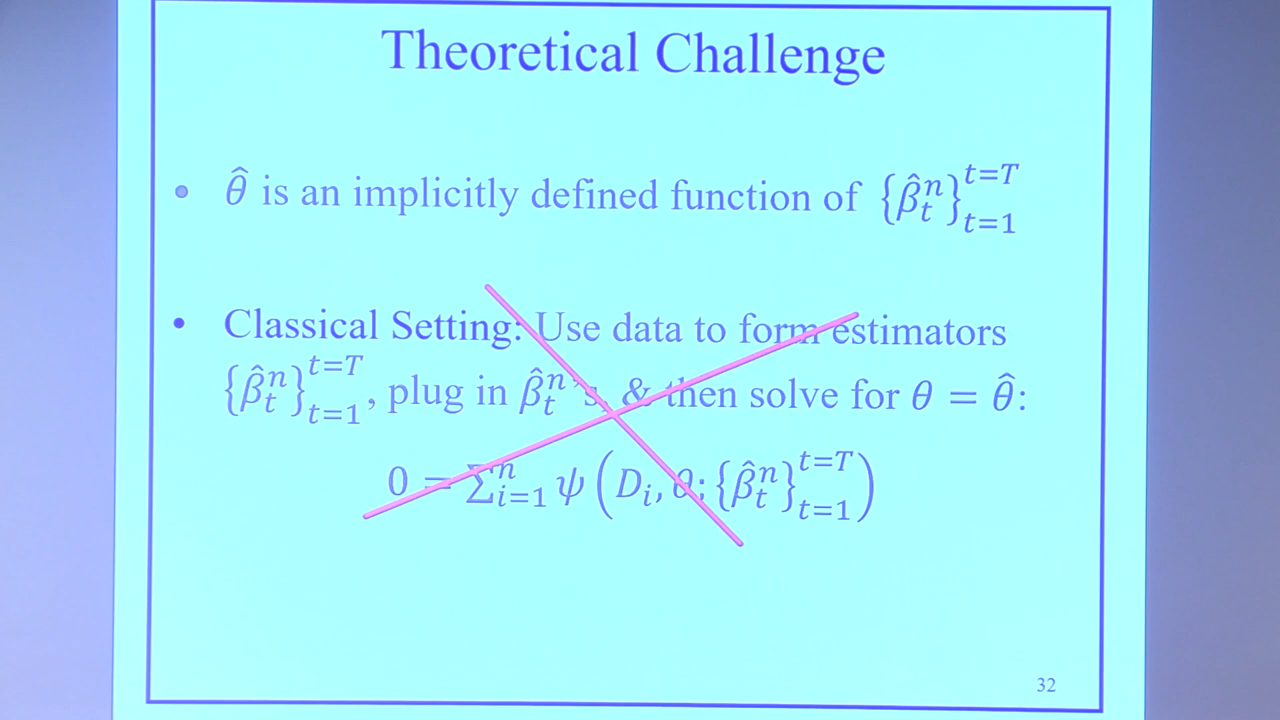 Theoretical Challenge
• θ̂ is an implicitly defined function of {β̂ₜⁿ}ₜ₌₁ᵗ⁼ᵀ
• Classical Setting: Use data to form estimators
{β̂ₜⁿ}ₜ₌₁ᵗ⁼ᵀ, plug in β̂ₜⁿ's, & then solve for θ = θ̂:
0 = ∑ᵢ₌₁ⁿ ψ (Dᵢ, θ; {β̂ₜⁿ}ₜ₌₁ᵗ⁼ᵀ)
32